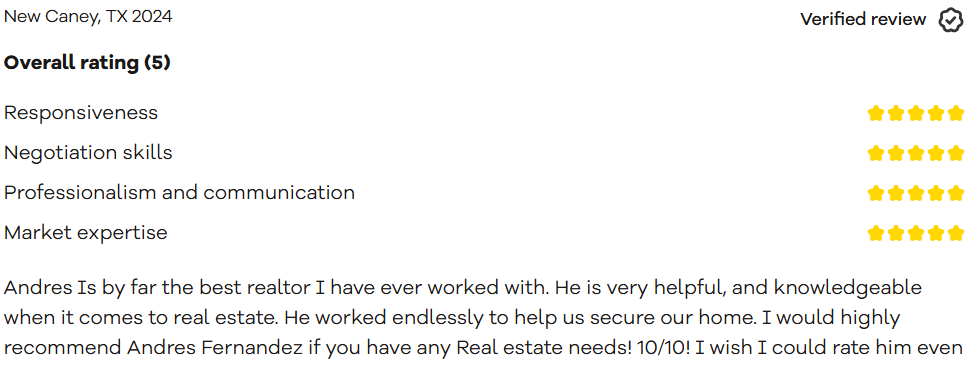 New Caney, TX 2024
Verified review
Overall rating (5)
Responsiveness
Negotiation skills
Professionalism and communication
Market expertise
Andres Is by far the best realtor I have ever worked with. He is very helpful, and knowledgeable
when it comes to real estate. He worked endlessly to help us secure our home. I would highly
recommend Andres Fernandez if you have any Real estate needs! 10/10! I wish I could rate him even